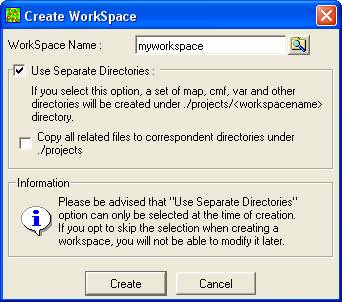 Create WorkSpace
WorkSpace Name : myworkspace
Use Separate Directories :
If you select this option, a set of map, cmf, var and other
directories will be created under ./projects/<workspacename>
directory.
Copy all related files to correspondent directories under
./projects
Information
Please be advised that "Use Separate Directories"
option can only be selected at the time of creation.
If you opt to skip the selection when creating a
workspace, you will not be able to modify it later.
Create
Cancel